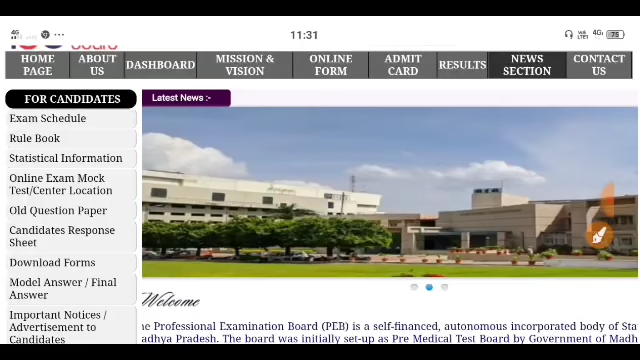 4G
11:31
4G
75
Board
HOME PAGE
ABOUT US
DASHBOARD
MISSION & VISION
ONLINE FORM
ADMIT CARD
RESULTS
NEWS SECTION
CONTACT US
FOR CANDIDATES
Exam Schedule
Rule Book
Statistical Information
Online Exam Mock
Test/Center Location
Old Question Paper
Candidates Response
Sheet
Download Forms
Model Answer / Final
Answer
Important Notices /
Advertisement to
Candidates
Latest News :-
Welcome
he Professional Examination Board (PEB) is a self-financed, autonomous incorporated body of Sta
adhya Pradesh. The board was initially set-up as Pre Medical Test Board by Government of Madh